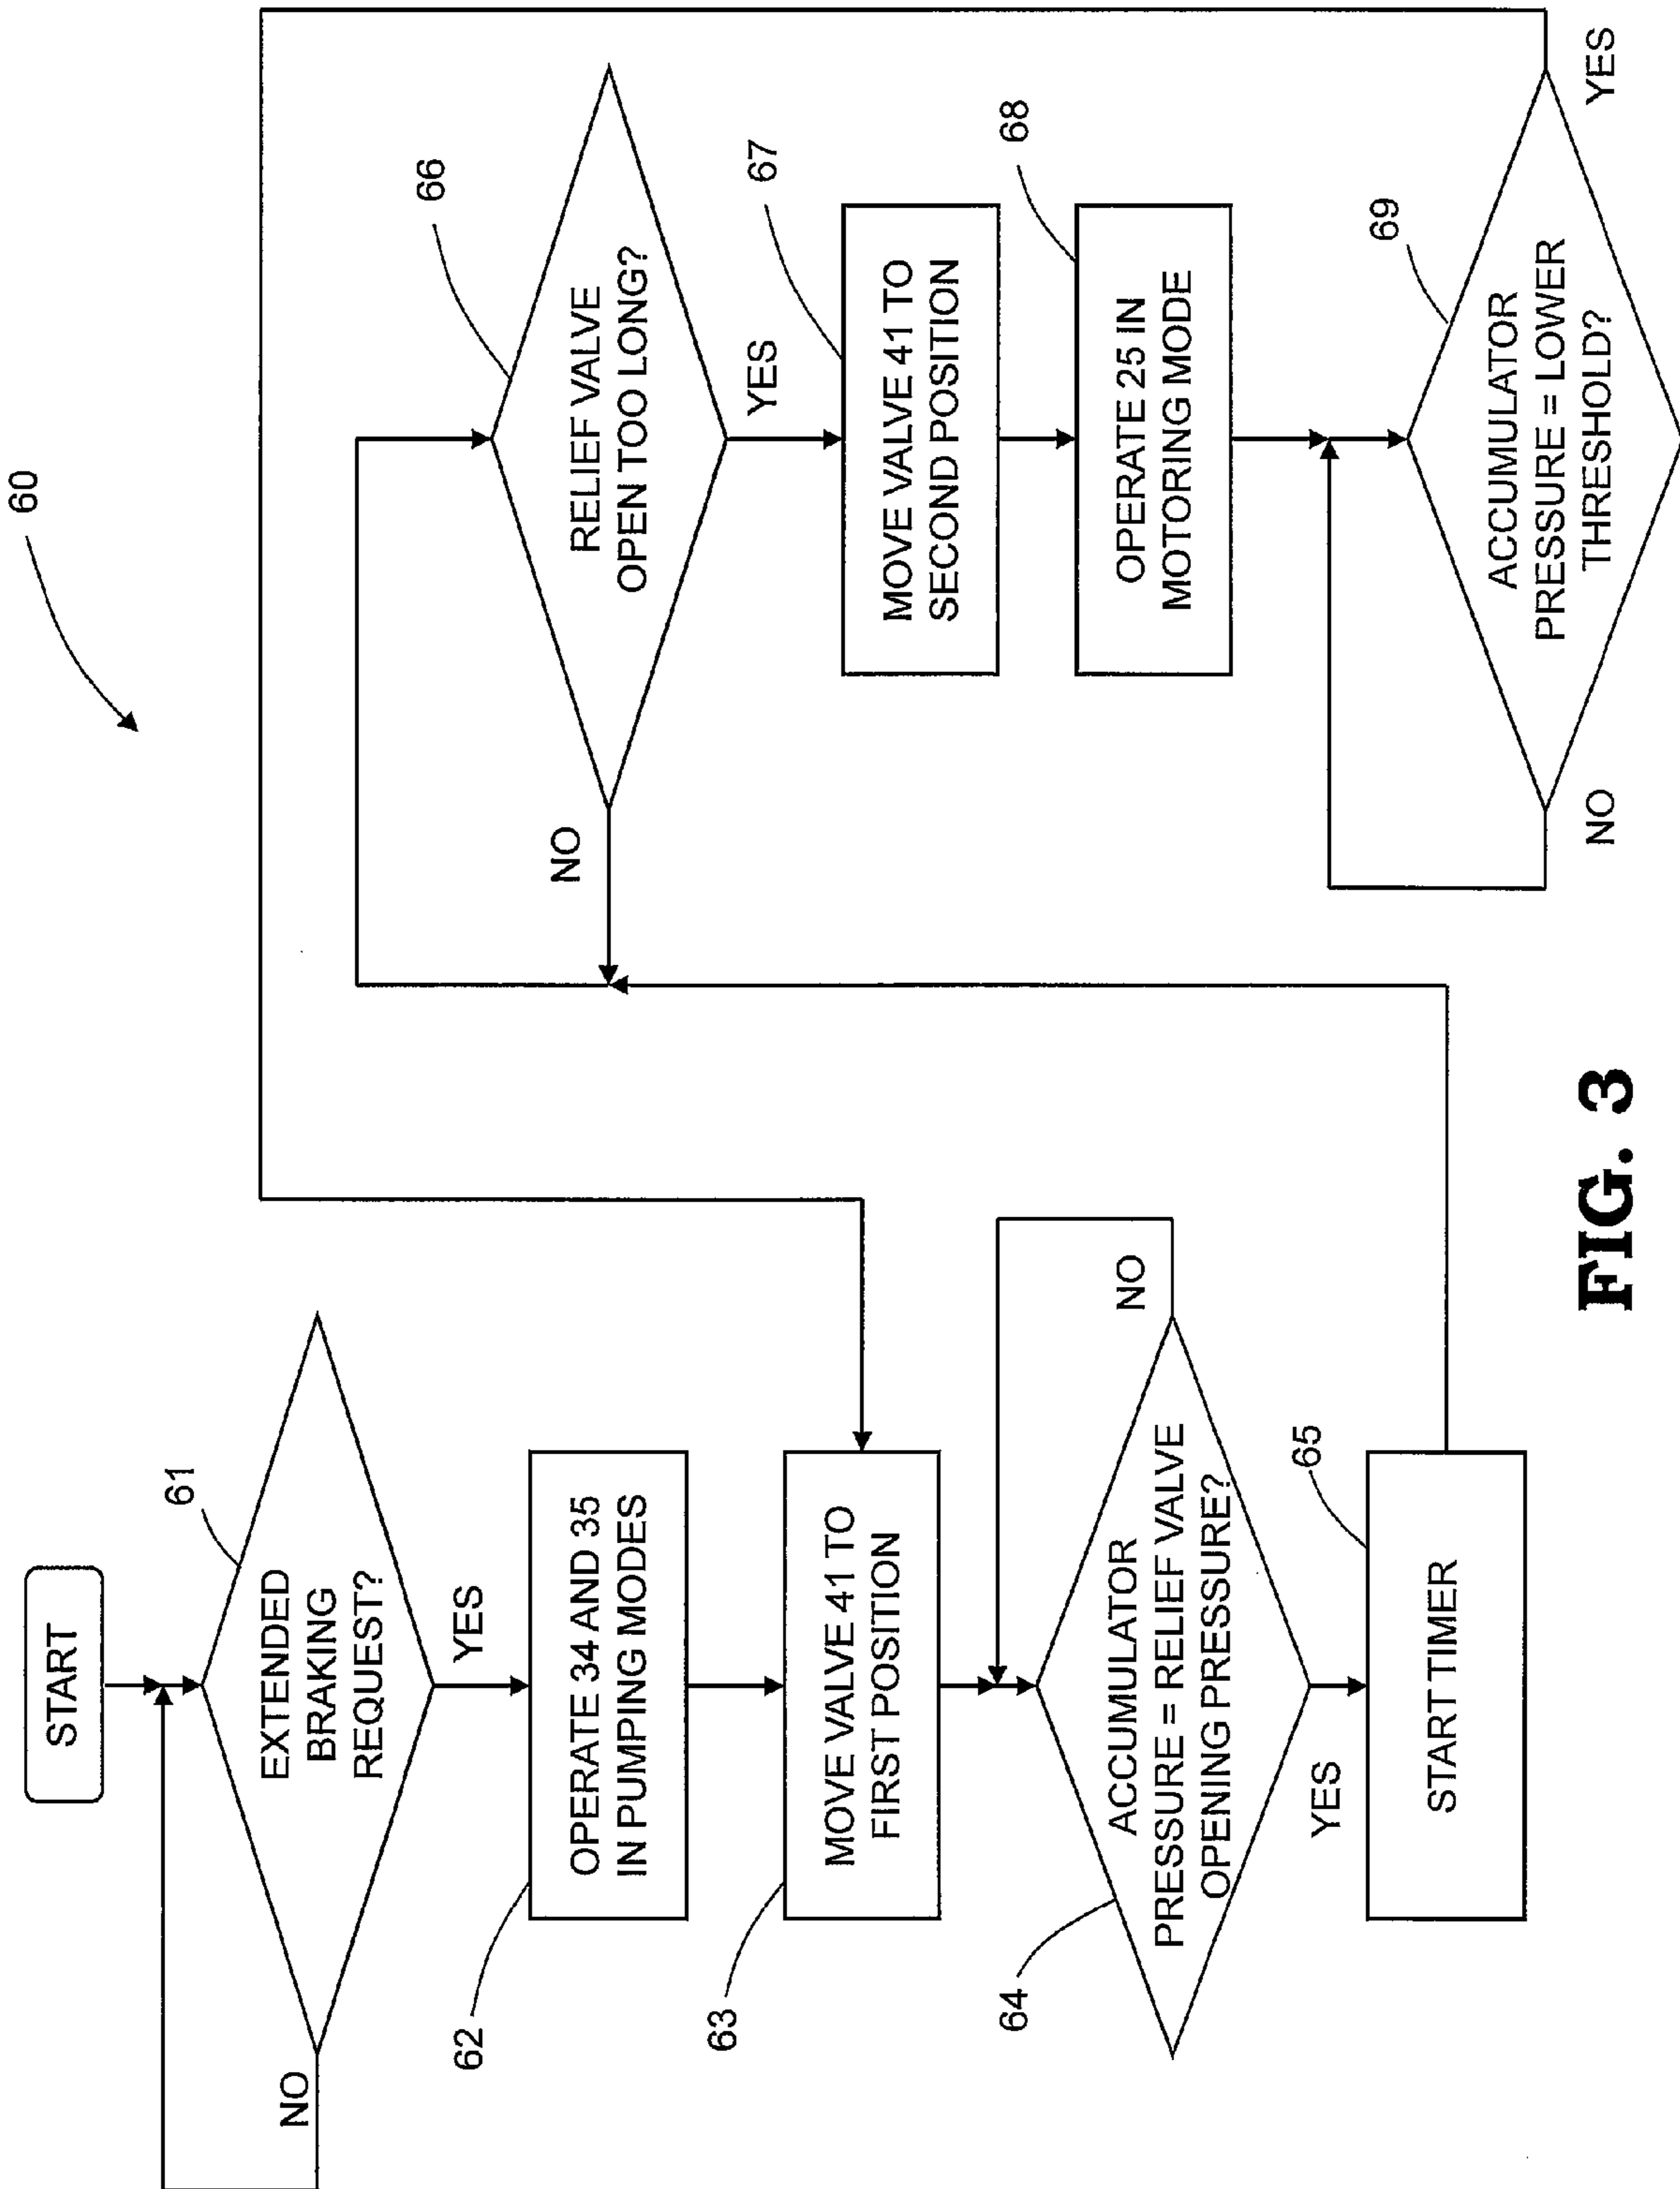 60
START
61
EXTENDED
BRAKING
REQUEST?
NO
YES
62
OPERATE 34 AND 35
IN PUMPING MODES
63
MOVE VALVE 41 TO
FIRST POSITION
64
ACCUMULATOR
PRESSURE = RELIEF VALVE
OPENING PRESSURE?
NO
YES
65
START TIMER
66
RELIEF VALVE
OPEN TOO LONG?
NO
YES
67
MOVE VALVE 41 TO
SECOND POSITION
68
OPERATE 25 IN
MOTORING MODE
69
ACCUMULATOR
PRESSURE = LOWER
THRESHOLD?
NO
YES
FIG. 3